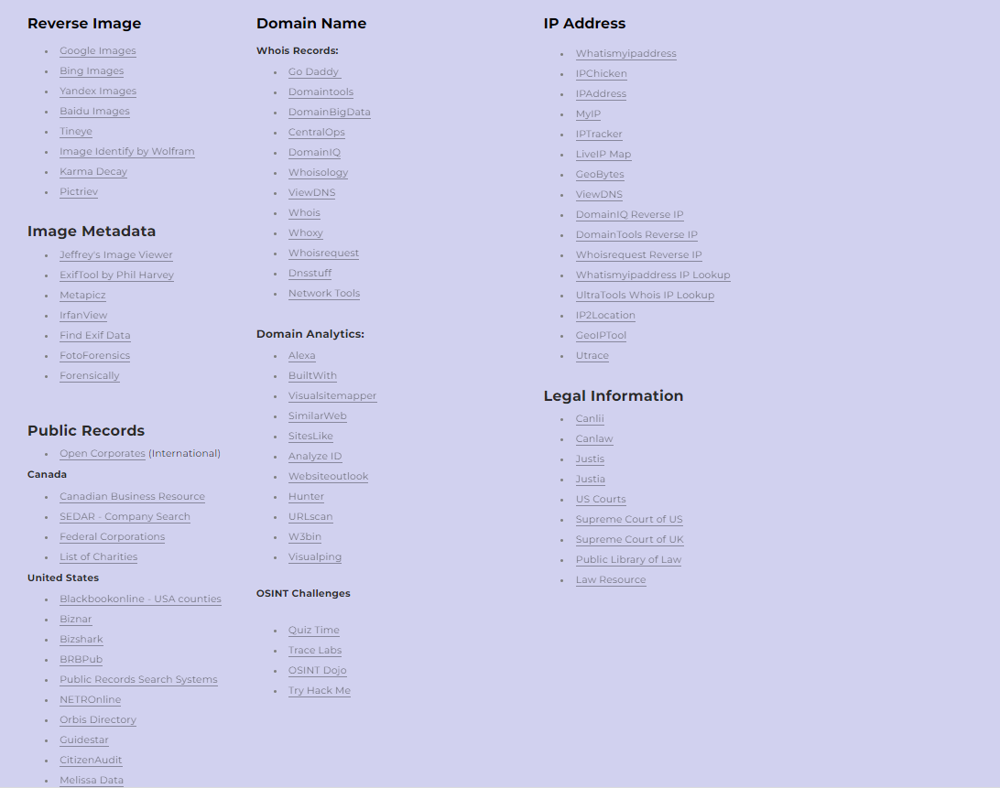 Reverse Image
Google Images
Bing Images
Yandex Images
Baidu Images
Tineye
Image Identify by Wolfram
Karma Decay
Pictriev
Image Metadata
Jeffrey's Image Viewer
ExifTool by Phil Harvey
Metapicz
IrfanView
Find Exif Data
FotoForensics
Forensically
Public Records
Open Corporates (International)
Canada
Canadian Business Resource
SEDAR - Company Search
Federal Corporations
List of Charities
United States
Blackbookonline - USA counties
Biznar
Bizshark
BRBPub
Public Records Search Systems
NETROnline
Orbis Directory
Guidestar
CitizenAudit
Melissa Data
Domain Name
Whois Records:
Go Daddy
Domaintools
DomainBigData
CentralOps
DomainIQ
Whoisology
ViewDNS
Whois
Whoxy
Whoisrequest
Dnsstuff
Network Tools
Domain Analytics:
Alexa
BuiltWith
Visualsitemapper
SimilarWeb
SitesLike
Analyze ID
Websiteoutlook
Hunter
URLscan
W3bin
Visualping
OSINT Challenges
Quiz Time
Trace Labs
OSINT Dojo
Try Hack Me
IP Address
Whatismyipaddress
IPChicken
IPAddress
MyIP
IPTracker
LiveIP Map
GeoBytes
ViewDNS
DomainIQ Reverse IP
DomainTools Reverse IP
Whoisrequest Reverse IP
Whatismyipaddress IP Lookup
UltraTools Whois IP Lookup
IP2Location
GeoIPTool
Utrace
Legal Information
Canlii
Canlaw
Justis
Justia
US Courts
Supreme Court of US
Supreme Court of UK
Public Library of Law
Law Resource